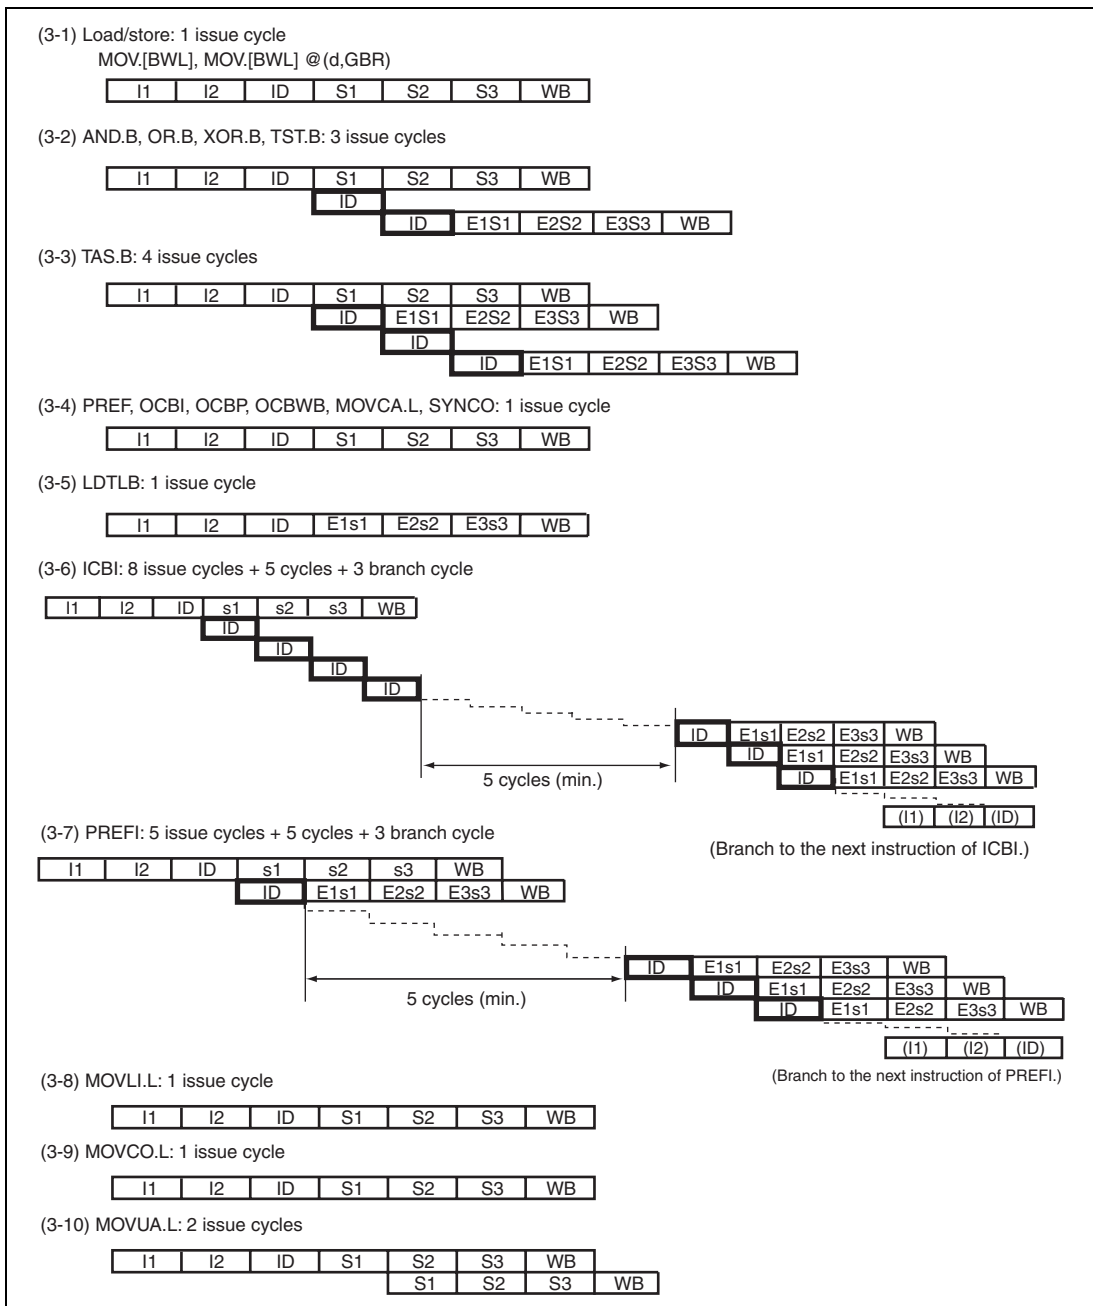 (3-1) Load/store: 1 issue cycle
MOV.[BWL], MOV.[BWL] @(d,GBR)
I1 I2 ID S1 S2 S3 WB
(3-2) AND.B, OR.B, XOR.B, TST.B: 3 issue cycles
I1 I2 ID S1 S2 S3 WB
ID
ID E1S1 E2S2 E3S3 WB
(3-3) TAS.B: 4 issue cycles
I1 I2 ID S1 S2 S3 WB
ID E1S1 E2S2 E3S3 WB
ID
ID E1S1 E2S2 E3S3 WB
(3-4) PREF, OCBI, OCBP, OCBWB, MOVCA.L, SYNCO: 1 issue cycle
I1 I2 ID S1 S2 S3 WB
(3-5) LDTLB: 1 issue cycle
I1 I2 ID E1s1 E2s2 E3s3 WB
(3-6) ICBI: 8 issue cycles + 5 cycles + 3 branch cycle
I1 I2 ID s1 s2 s3 WB
ID
ID
ID
ID
ID E1s1 E2s2 E3s3 WB
ID E1s1 E2s2 E3s3 WB
5 cycles (min.) ID E1s1 E2s2 E3s3 WB
(I1) (I2) (ID)
(Branch to the next instruction of ICBI.)
(3-7) PREFI: 5 issue cycles + 5 cycles + 3 branch cycle
I1 I2 ID s1 s2 s3 WB
ID E1s1 E2s2 E3s3 WB
ID E1s1 E2s2 E3s3 WB
5 cycles (min.) ID E1s1 E2s2 E3s3 WB
ID E1s1 E2s2 E3s3 WB
(I1) (I2) (ID)
(Branch to the next instruction of PREFI.)
(3-8) MOVLI.L: 1 issue cycle
I1 I2 ID S1 S2 S3 WB
(3-9) MOVCO.L: 1 issue cycle
I1 I2 ID S1 S2 S3 WB
(3-10) MOVUA.L: 2 issue cycles
I1 I2 ID S1 S2 S3 WB
S1 S2 S3 WB